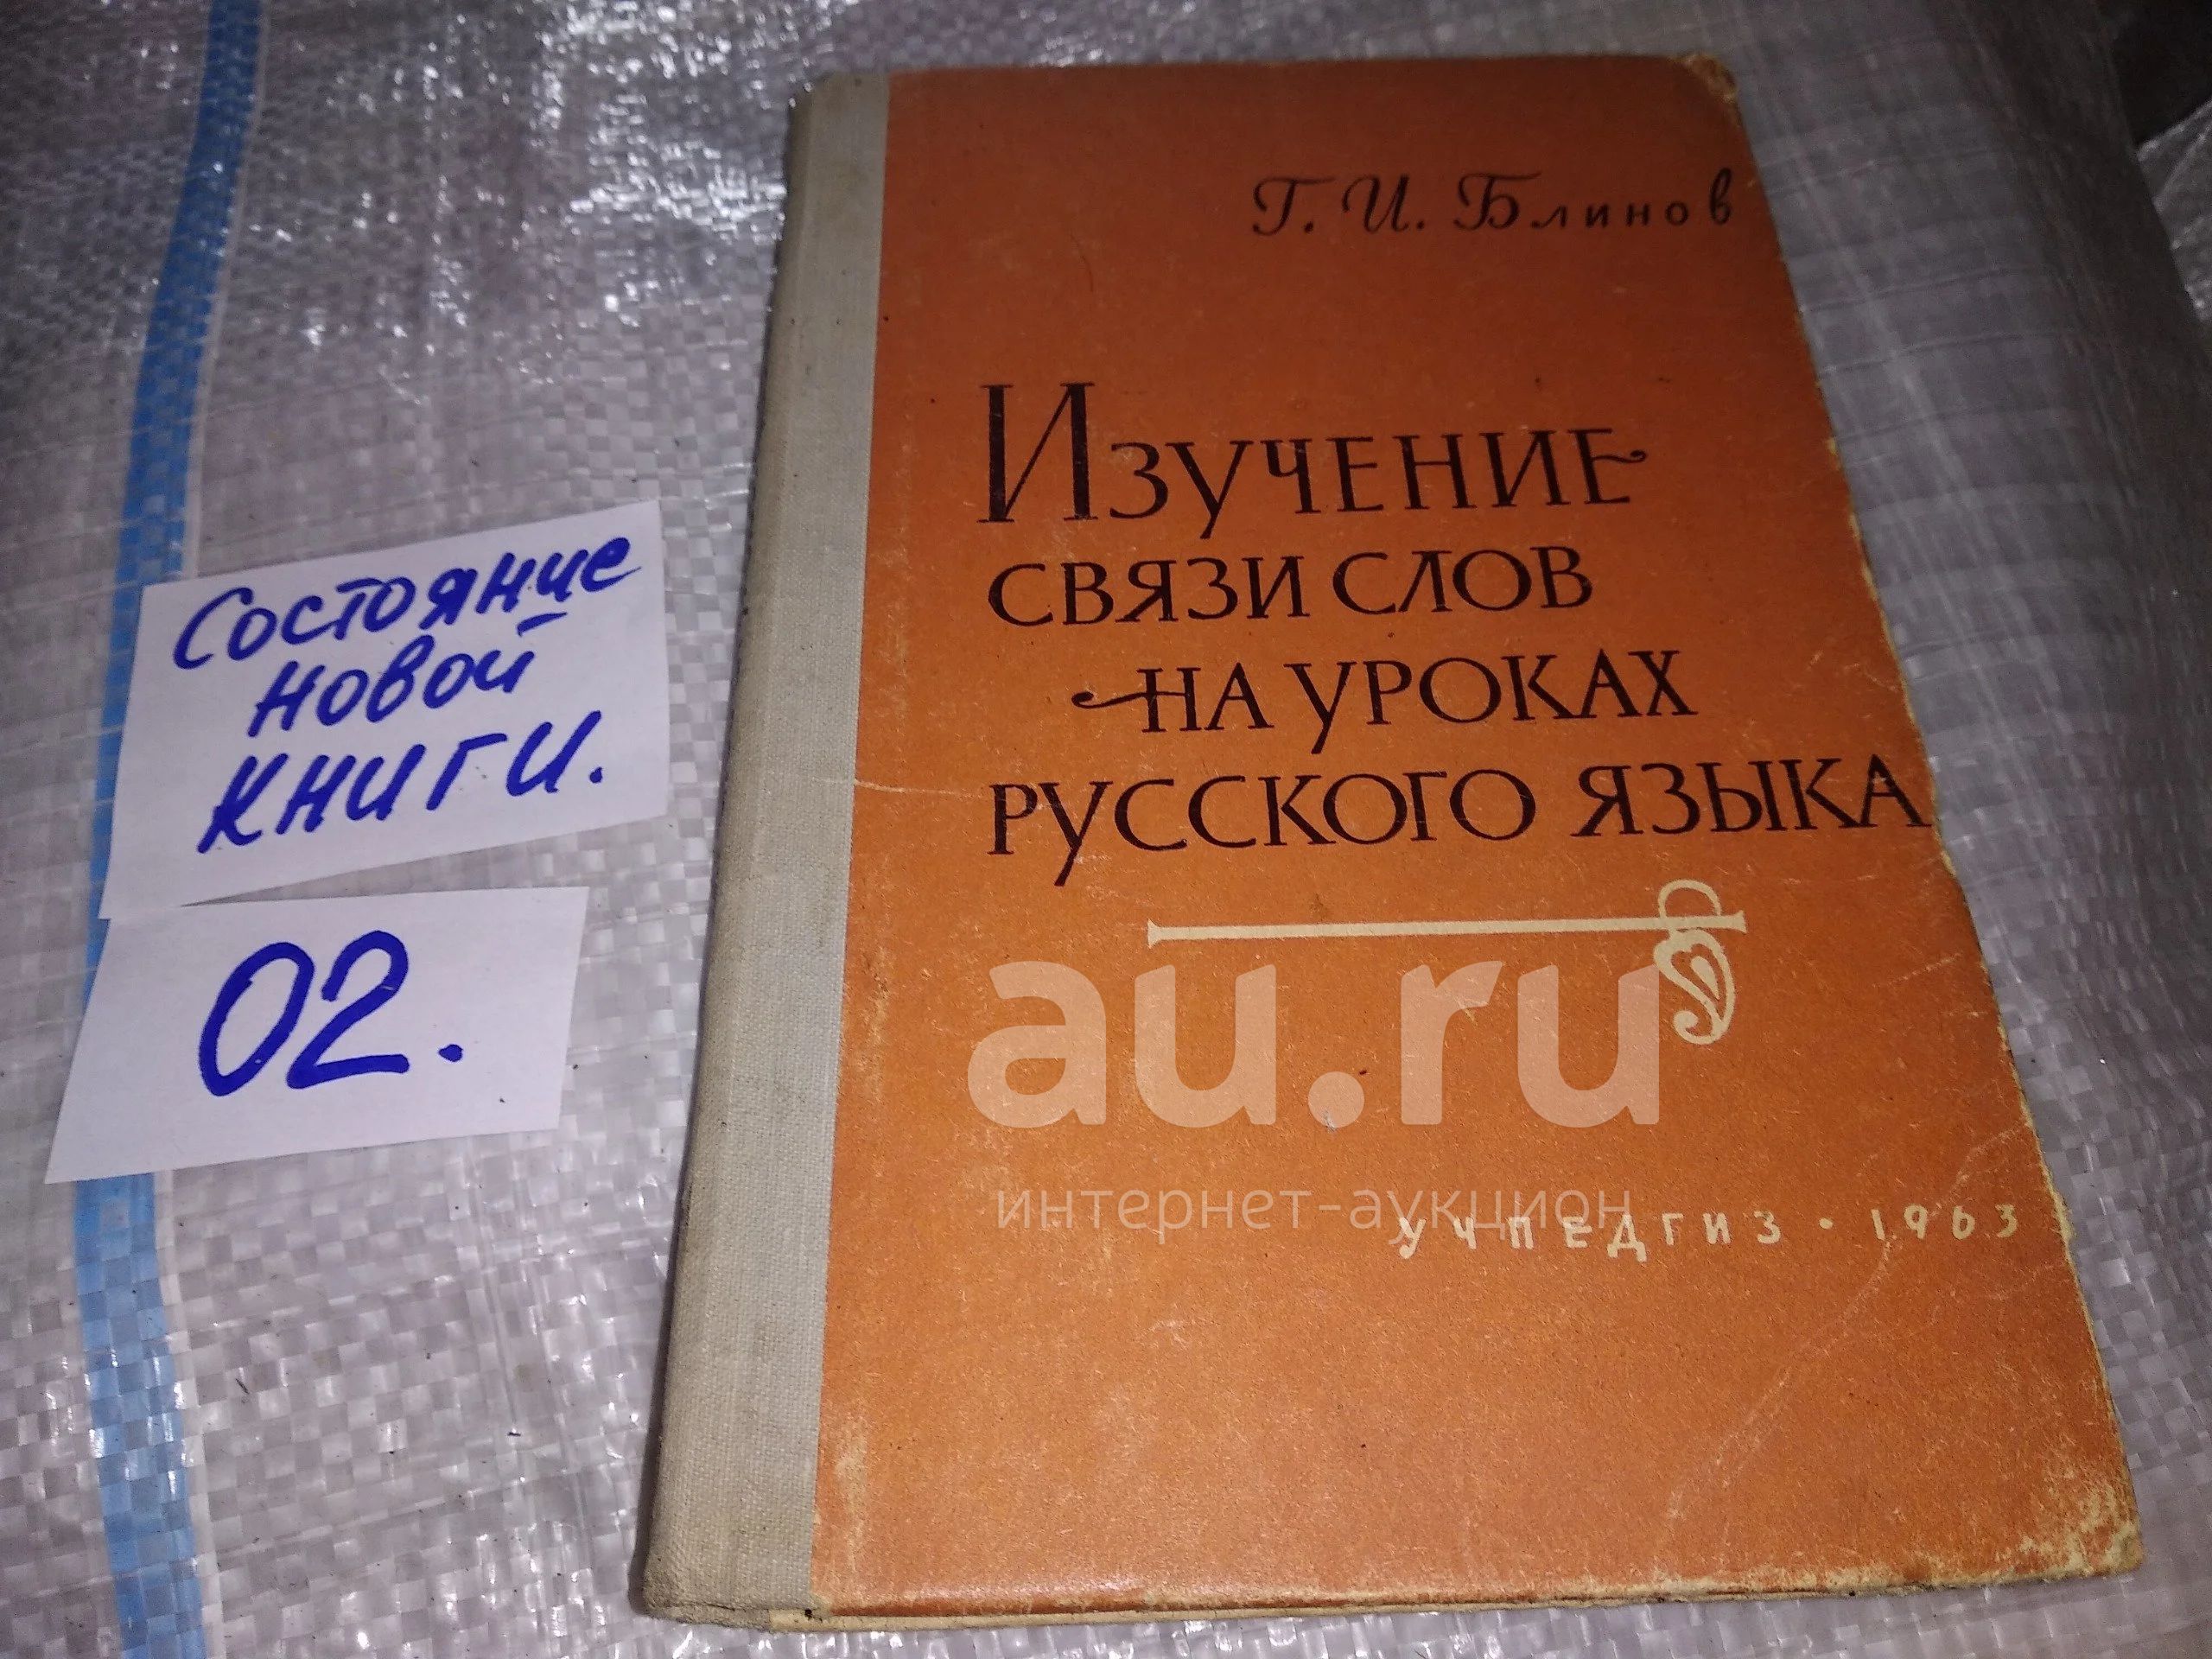 Г. И. Блинов
Изучение
связи слов
на уроках
русского языка
УЧПЕДГИЗ · 1963
Состояние
новой
книги.
02.
au.ru
интернет-аукцион